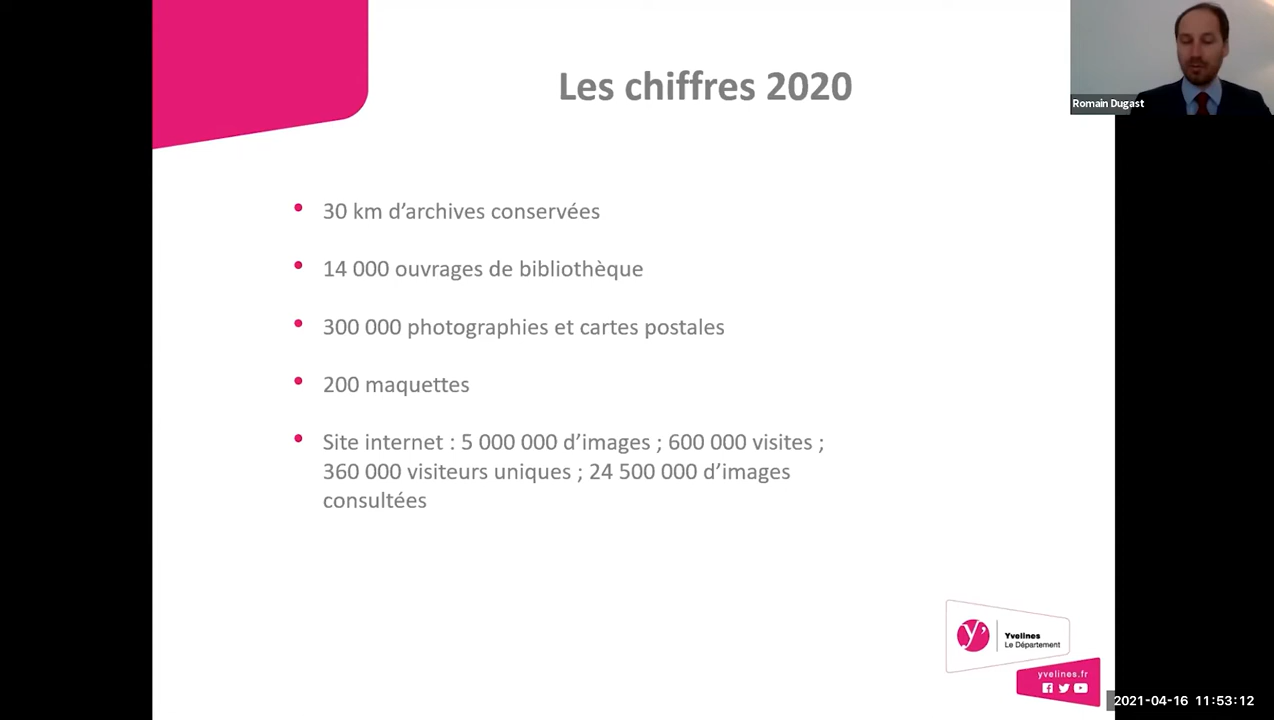 Les chiffres 2020
Romain Dugast
• 30 km d’archives conservées
• 14 000 ouvrages de bibliothèque
• 300 000 photographies et cartes postales
• 200 maquettes
• Site internet : 5 000 000 d’images ; 600 000 visites ;
360 000 visiteurs uniques ; 24 500 000 d’images
consultées
y’
Yvelines
Le Département
yvelines.fr
2021-04-16 11:53:12